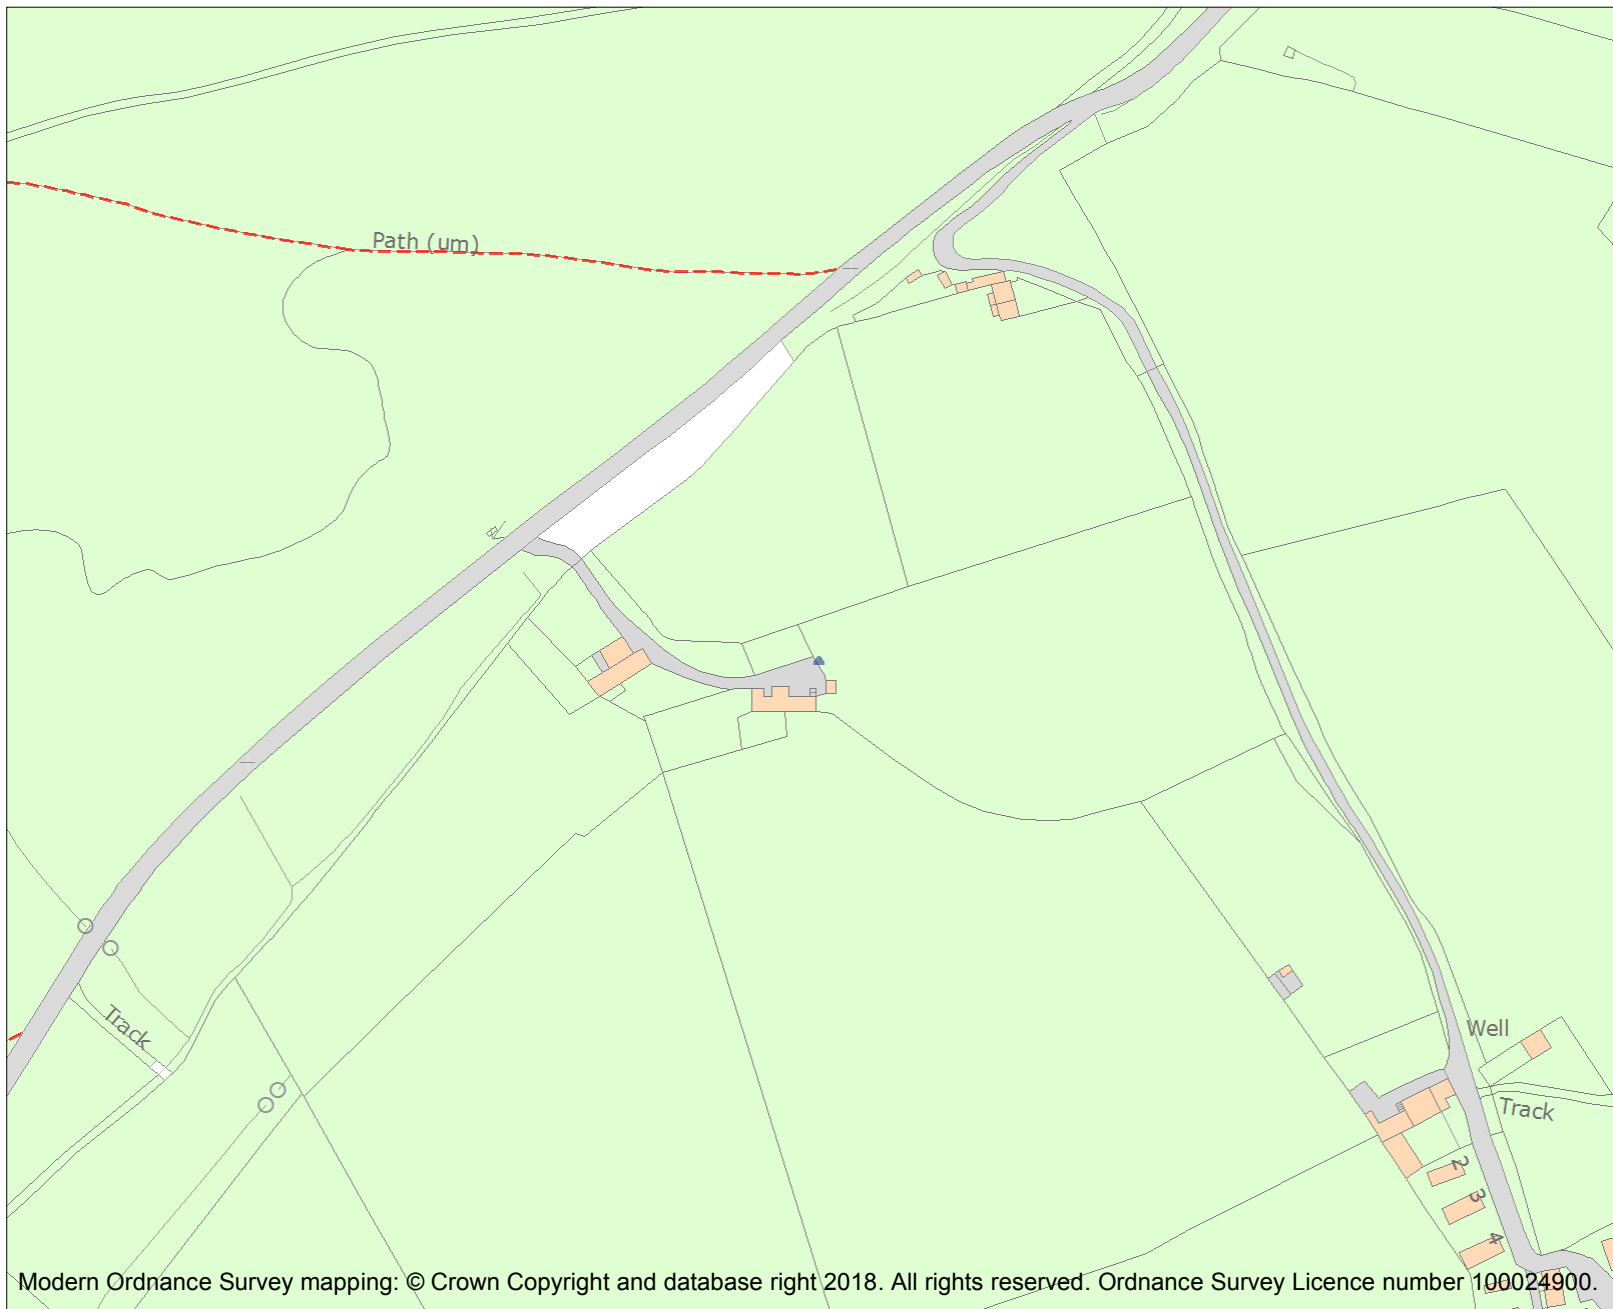 Path (um)
Track
Well
Track
2
3
4
Modern Ordnance Survey mapping: © Crown Copyright and database right 2018. All rights reserved. Ordnance Survey Licence number 100024900.